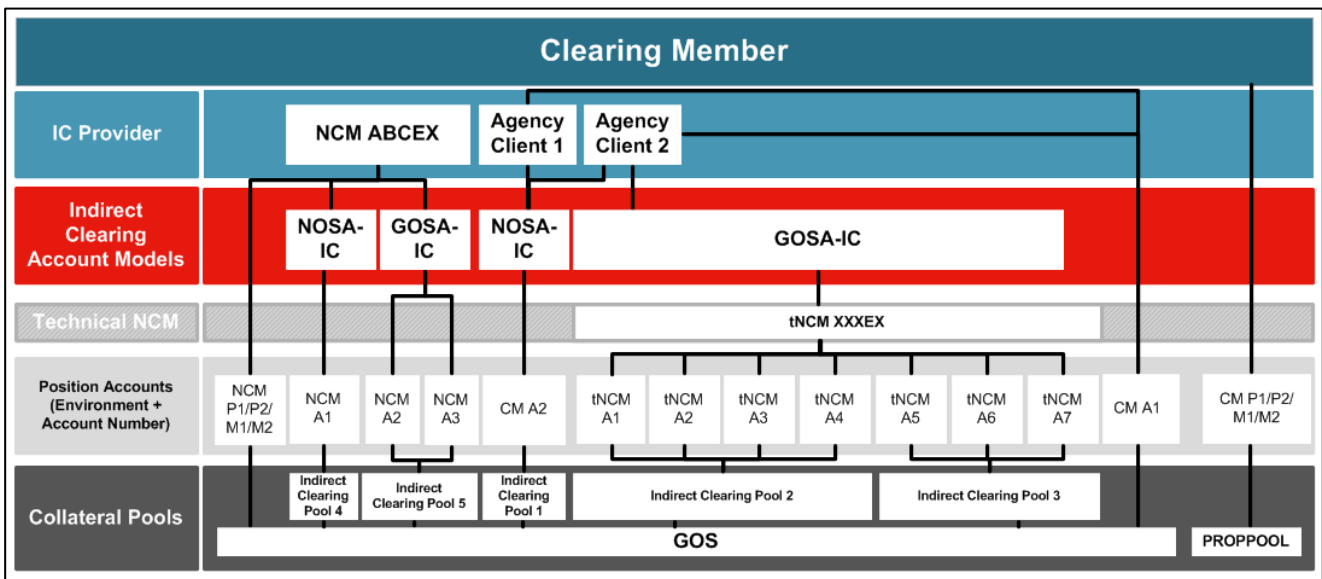 Clearing Member
IC Provider
NCM ABCEX
Agency
Client 1
Agency
Client 2
Indirect
Clearing
Account Models
NOSA-
IC
GOSA-
IC
NOSA-
IC
GOSA-IC
Technical NCM
tNCM XXXEX
Position Accounts
(Environment +
Account Number)
NCM
P1/P2/
M1/M2
NCM
A1
NCM
A2
NCM
A3
CM A2
tNCM
A1
tNCM
A2
tNCM
A3
tNCM
A4
tNCM
A5
tNCM
A6
tNCM
A7
CM A1
CM P1/P2/
M1/M2
Collateral Pools
Indirect
Clearing
Pool 4
Indirect
Clearing Pool 5
Indirect
Clearing
Pool 1
Indirect Clearing Pool 2
Indirect Clearing Pool 3
GOS
PROPPOOL